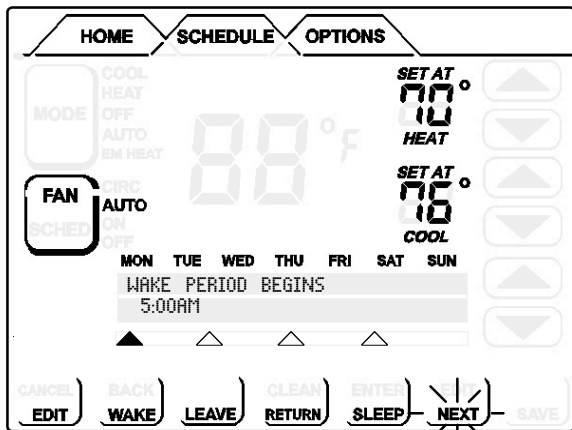 HOME SCHEDULE OPTIONS
COOL
HEAT
MODE OFF
AUTO
EM HEAT
88°F
SET AT
70°
HEAT
FAN CIRC
AUTO
SCHED ON
OFF
SET AT
76°
COOL
MON TUE WED THU FRI SAT SUN
WAKE PERIOD BEGINS
5:00AM
CANCEL BACK CLEAN ENTER EDIT
EDIT WAKE LEAVE RETURN SLEEP NEXT SAVE